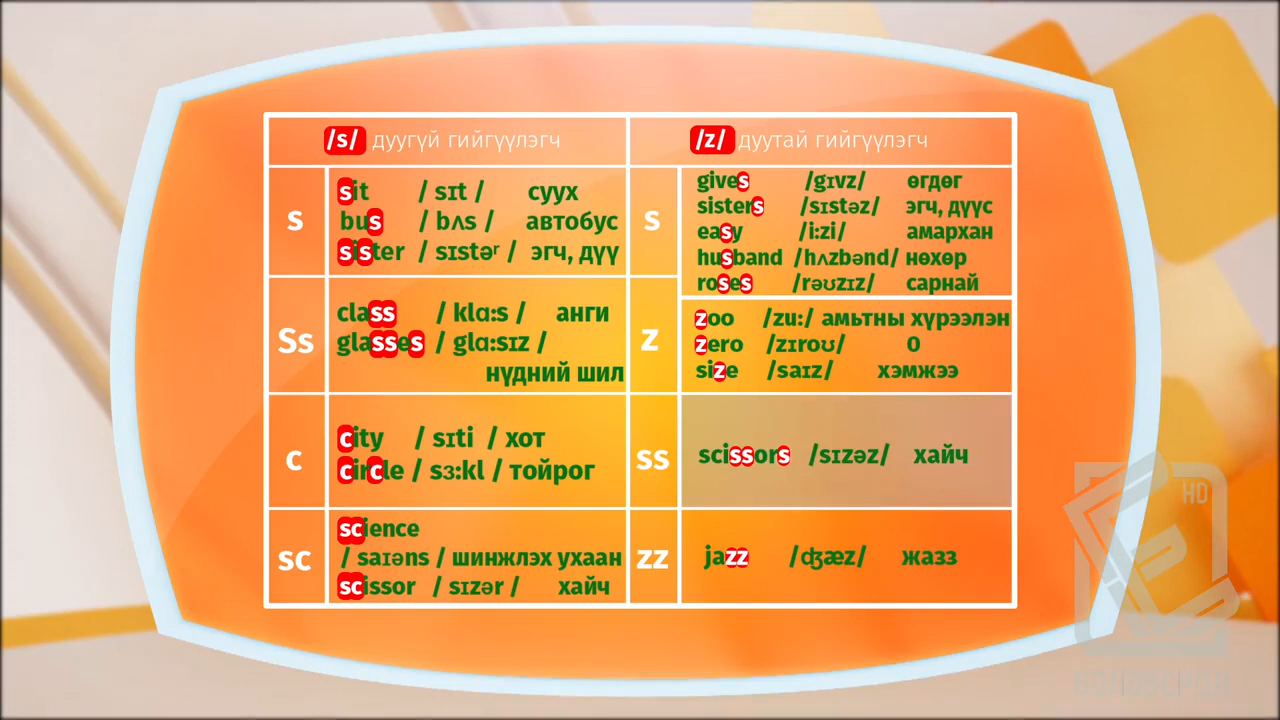 /s/ дуугүй гийгүүлэгч
/z/ дуутай гийгүүлэгч
s
sit / sɪt / суух
bus / bʌs / автобус
sister / sɪstəʳ / эгч, дүү
s
gives /gɪvz/ өгдөг
sisters /sɪstəz/ эгч, дүүс
easy /i:zi/ амархан
husband /hʌzbənd/ нөхөр
roses /rəʊzɪz/ сарнай
Ss
class / klɑ:s / анги
glasses / glɑ:sɪz /
нүдний шил
z
zoo /zu:/ амьтны хүрээлэн
zero /zɪroʊ/ 0
size /saɪz/ хэмжээ
c
city / sɪti / хот
circle / sɜ:kl / тойрог
ss
scissors /sɪzəz/ хайч
sc
science
/ saɪəns / шинжлэх ухаан
scissor / sɪzər / хайч
zz
jazz /ʤæz/ жазз
HD